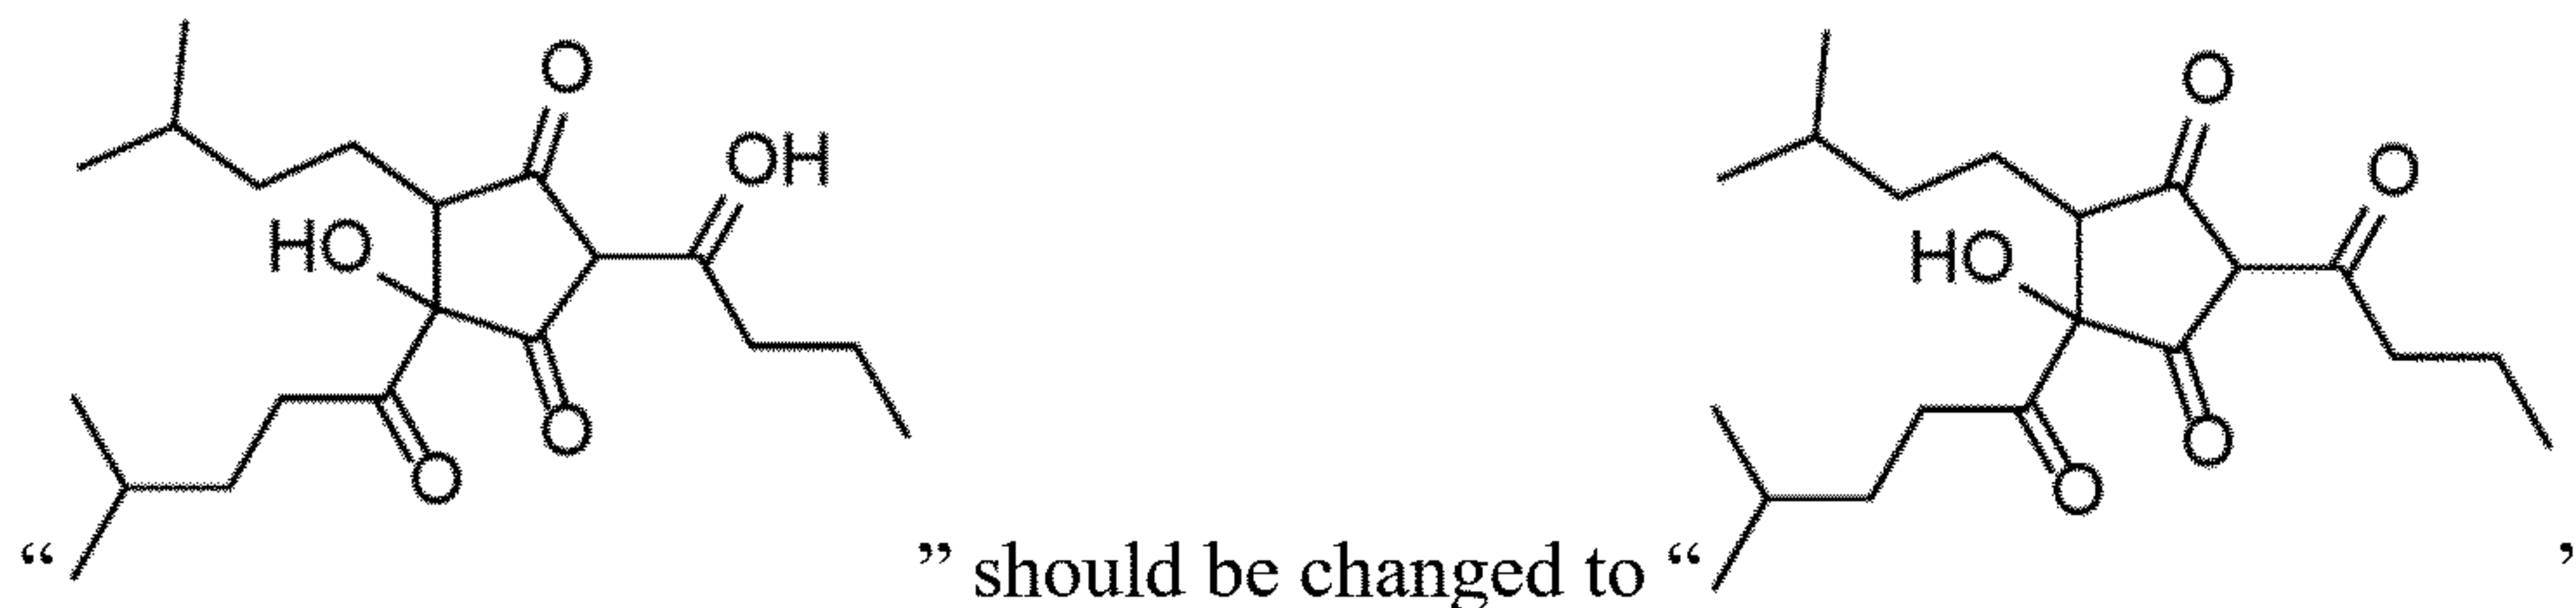 O O
OH O
HO HO
O O
O O
“ ” should be changed to “ ’